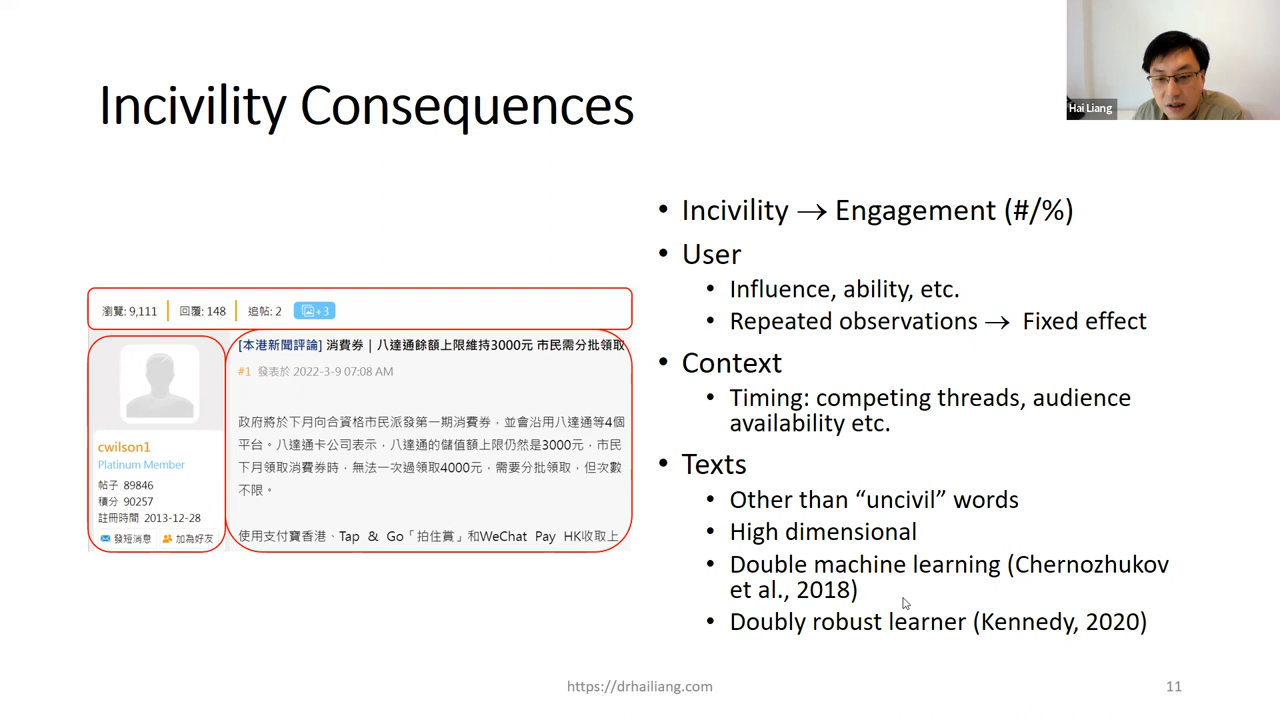 Incivility Consequences
Hai Liang
• Incivility → Engagement (#/%)
• User
• Influence, ability, etc.
• Repeated observations → Fixed effect
• Context
• Timing: competing threads, audience
availability etc.
• Texts
• Other than “uncivil” words
• High dimensional
• Double machine learning (Chernozhukov
et al., 2018)
• Doubly robust learner (Kennedy, 2020)
瀏覽: 9,111 回覆: 148 追帖: 2 +3
[本港新聞評論] 消費券｜八達通餘額上限維持3000元 市民需分批領取
#1 發表於 2022-3-9 07:08 AM
政府將於下月向合資格市民派發第一期消費券，並會沿用八達通等4個
平台。八達通卡公司表示，八達通的儲值額上限仍然是3000元，市民
下月領取消費券時，無法一次過領取4000元，需要分批領取，但次數
不限。
使用支付寶香港、Tap & Go「拍住賞」和WeChat Pay HK收取上
cwilson1
Platinum Member
帖子 89846
積分 90257
註冊時間 2013-12-28
發短消息 加為好友
https://drhailiang.com
11